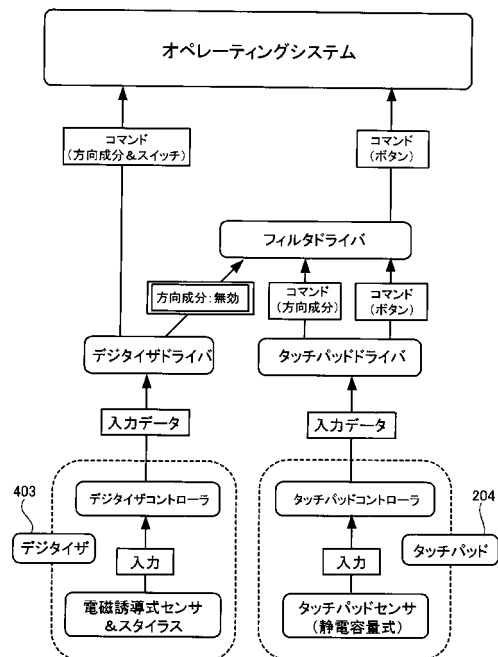 オペレーティングシステム
コマンド
(方向成分&スイッチ)
コマンド
(ボタン)
フィルタドライバ
方向成分:無効
コマンド
(方向成分)
コマンド
(ボタン)
デジタイザドライバ
タッチパッドドライバ
入力データ
入力データ
403
デジタイザコントローラ
タッチパッドコントローラ
204
デジタイザ
入力
入力
タッチパッド
電磁誘導式センサ
&スタイラス
タッチパッドセンサ
(静電容量式)